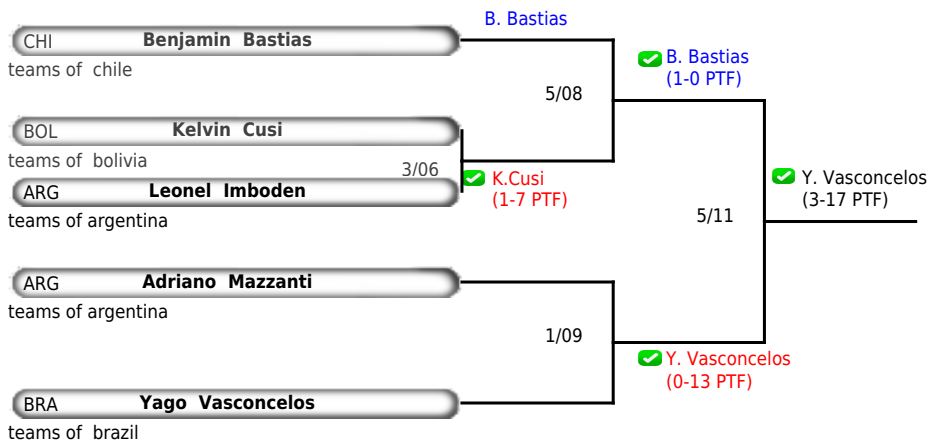 B. Bastias
CHI Benjamin Bastias
teams of chile
B. Bastias
(1-0 PTF)
5/08
BOL Kelvin Cusi
teams of bolivia
3/06
K.Cusi
(1-7 PTF)
ARG Leonel Imboden
teams of argentina
Y. Vasconcelos
(3-17 PTF)
5/11
ARG Adriano Mazzanti
teams of argentina
1/09
Y. Vasconcelos
(0-13 PTF)
BRA Yago Vasconcelos
teams of brazil